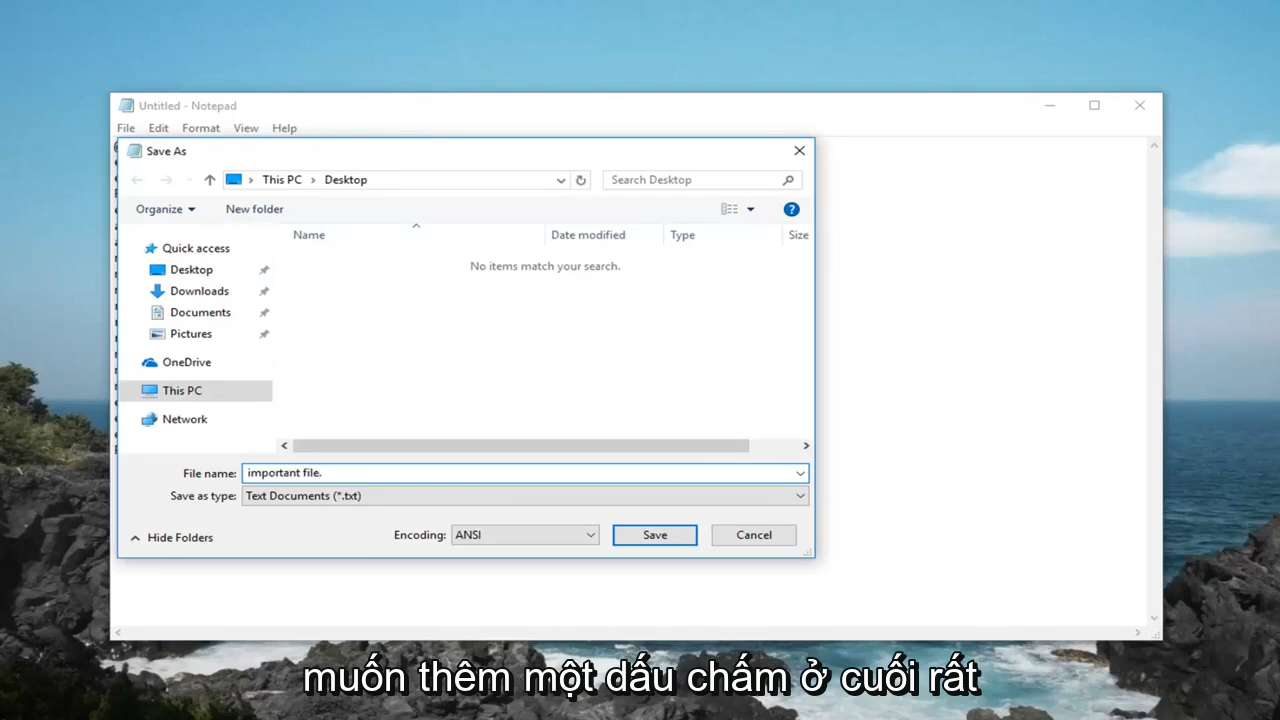 Untitled - Notepad
File Edit Format View Help
Save As
This PC Desktop
Search Desktop
Organize New folder
Name Date modified Type Size
No items match your search.
Quick access
Desktop
Downloads
Documents
Pictures
OneDrive
This PC
Network
File name: important file.
Save as type: Text Documents (*.txt)
Hide Folders
Encoding: ANSI Save Cancel
muốn thêm một dấu chấm ở cuối rất